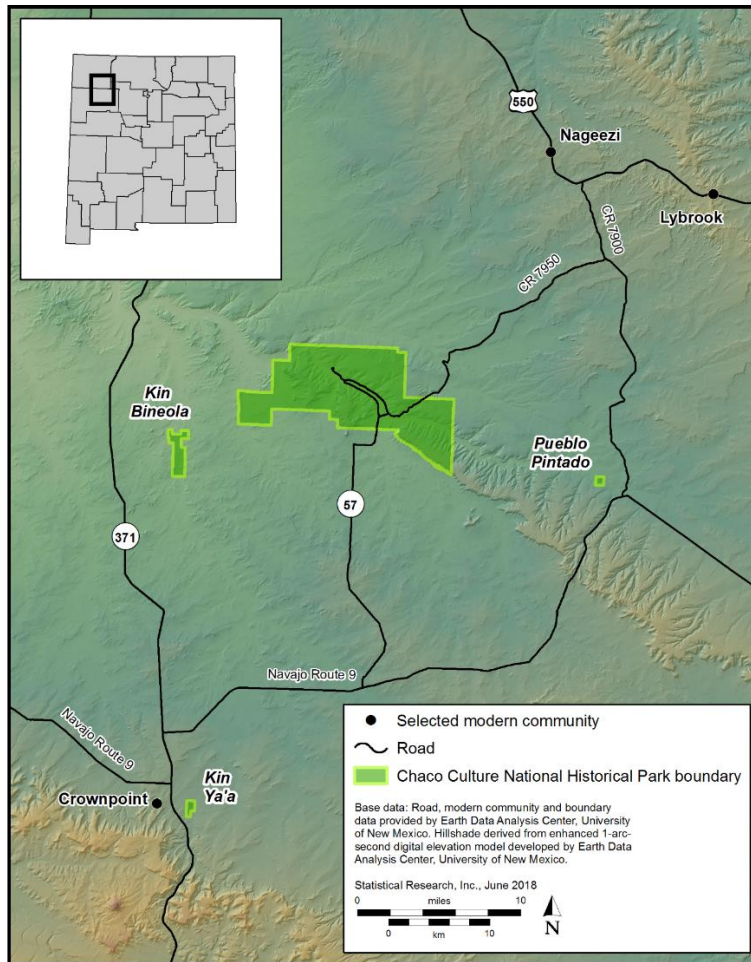 550
Nageezi
Lybrook
CR 7900
CR 7950
Kin
Bineola
Pueblo
Pintado
57
371
Navajo Route 9
Navajo Route 9
Kin
Ya'a
Crownpoint
Selected modern community
Road
Chaco Culture National Historical Park boundary
Base data: Road, modern community and boundary
data provided by Earth Data Analysis Center, University
of New Mexico. Hillshade derived from enhanced 1-arc-
second digital elevation model developed by Earth Data
Analysis Center, University of New Mexico.
Statistical Research, Inc., June 2018
0 miles 10
0 km 10
N